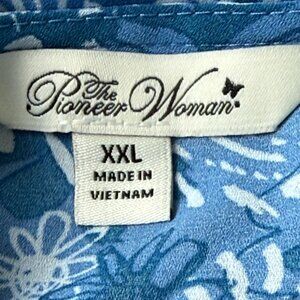 The
Pioneer Woman®
XXL
MADE IN
VIETNAM